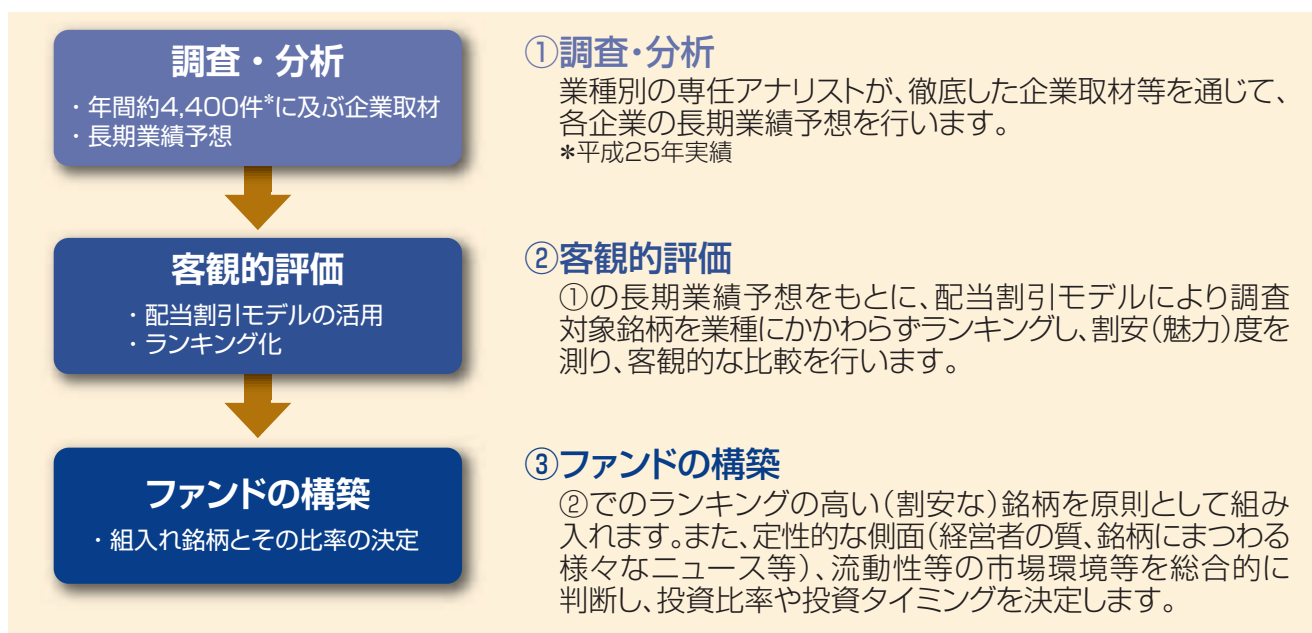 調査・分析
・年間約4,400件*に及ぶ企業取材
・長期業績予想
①調査・分析
業種別の専任アナリストが、徹底した企業取材等を通じて、
各企業の長期業績予想を行います。
*平成25年実績
客観的評価
・配当割引モデルの活用
・ランキング化
②客観的評価
①の長期業績予想をもとに、配当割引モデルにより調査
対象銘柄を業種にかかわらずランキングし、割安(魅力)度を
測り、客観的な比較を行います。
ファンドの構築
・組入れ銘柄とその比率の決定
③ファンドの構築
②でのランキングの高い(割安な)銘柄を原則として組み
入れます。また、定性的な側面(経営者の質、銘柄にまつわる
様々なニュース等)、流動性等の市場環境等を総合的に
判断し、投資比率や投資タイミングを決定します。